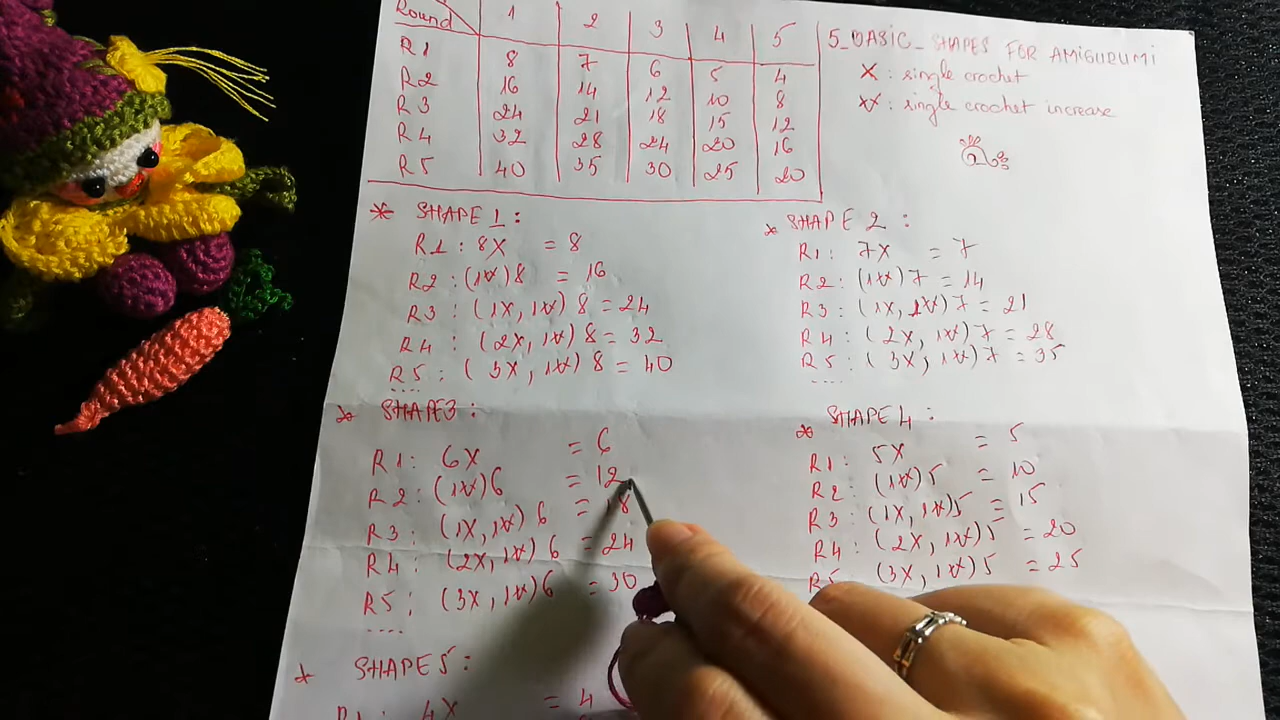 Round 1 2 3 4 5
R1 8 7 6 5 4
R2 16 14 12 10 8
R3 24 21 18 15 12
R4 32 28 24 20 16
R5 40 35 30 25 20
5_BASIC_SHAPES FOR AMIGURUMI
X : single crochet
XX : single crochet increase
* SHAPE 1 :
R1 : 8X = 8
R2 : (1XX) 8 = 16
R3 : (1X, 1XX) 8 = 24
R4 : (2X, 1XX) 8 = 32
R5 : (3X, 1XX) 8 = 40
....
* SHAPE 2 :
R1 : 7X = 7
R2 : (1XX) 7 = 14
R3 : (1X, 1XX) 7 = 21
R4 : (2X, 1XX) 7 = 28
R5 : (3X, 1XX) 7 = 35
....
* SHAPE 3 :
R1 : 6X = 6
R2 : (1XX) 6 = 12
R3 : (1X, 1XX) 6 = 18
R4 : (2X, 1XX) 6 = 24
R5 : (3X, 1XX) 6 = 30
....
* SHAPE 4 :
R1 : 5X = 5
R2 : (1XX) 5 = 10
R3 : (1X, 1XX) 5 = 15
R4 : (2X, 1XX) 5 = 20
R5 (3X, 1XX) 5 = 25
* SHAPE 5 :
R1 : 4X = 4